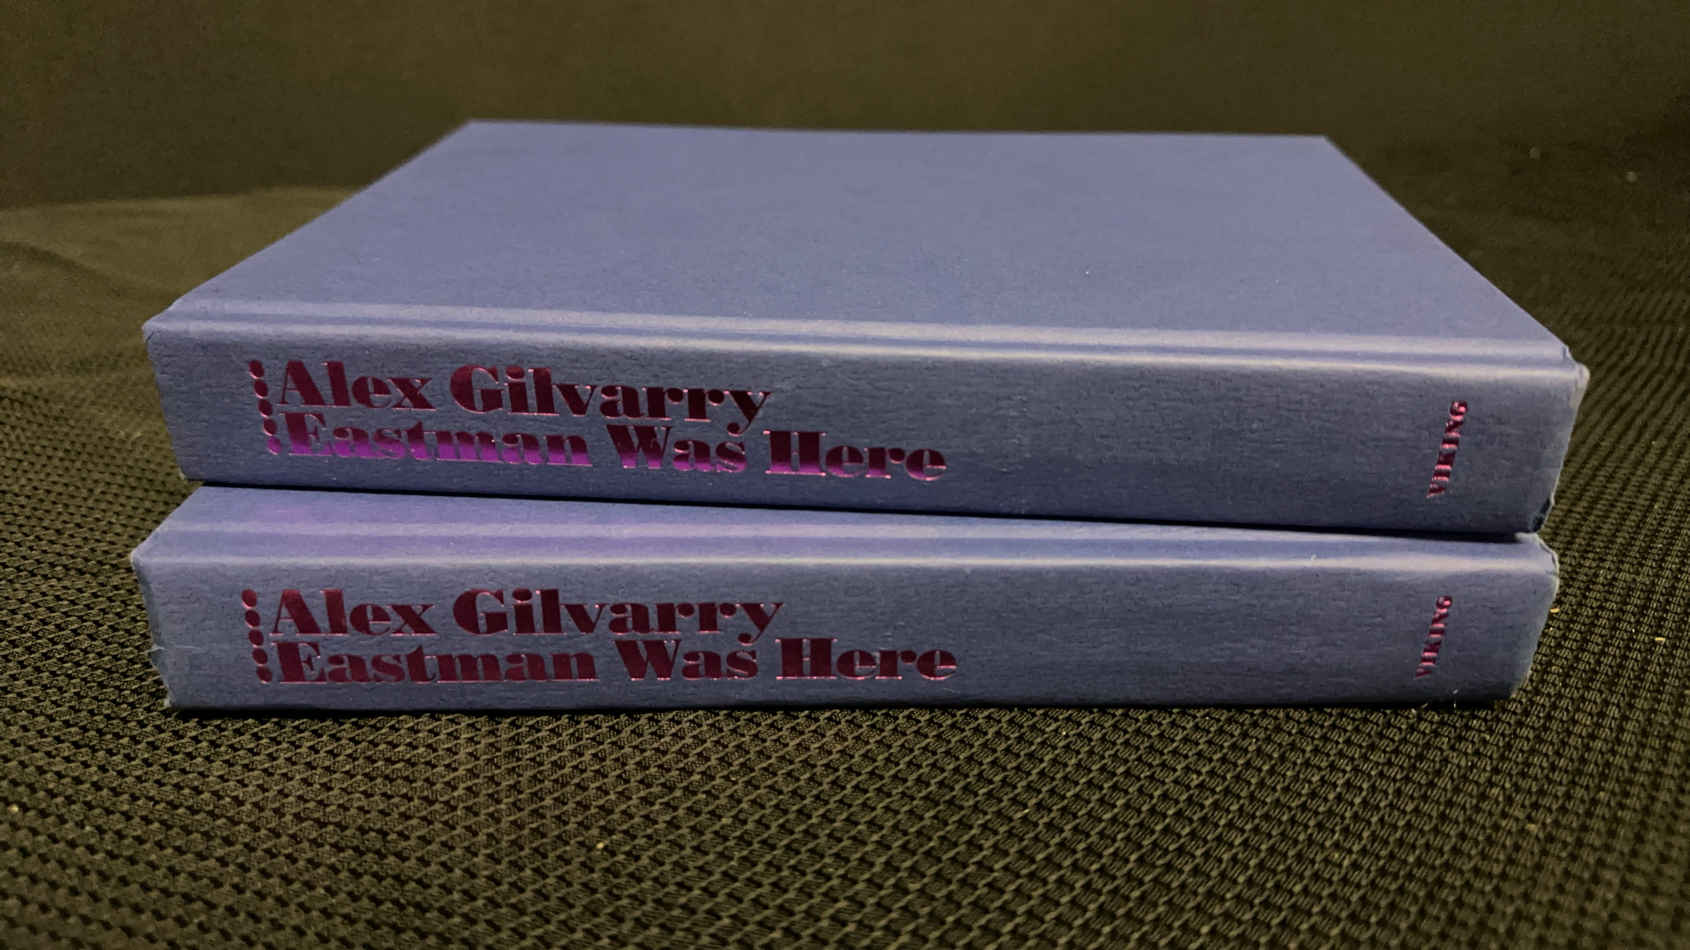 Alex Gilvarry
Eastman Was Here
VIKING
Alex Gilvarry
Eastman Was Here
VIKING